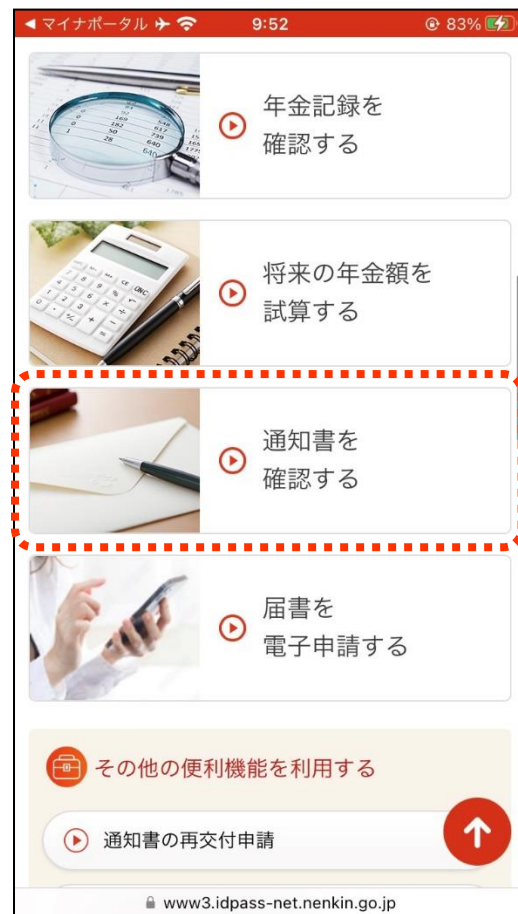 マイナポータル 9:52 83%
年金記録を
確認する
将来の年金額を
試算する
通知書を
確認する
届書を
電子申請する
その他の便利機能を利用する
通知書の再交付申請
www3.idpass-net.nenkin.go.jp